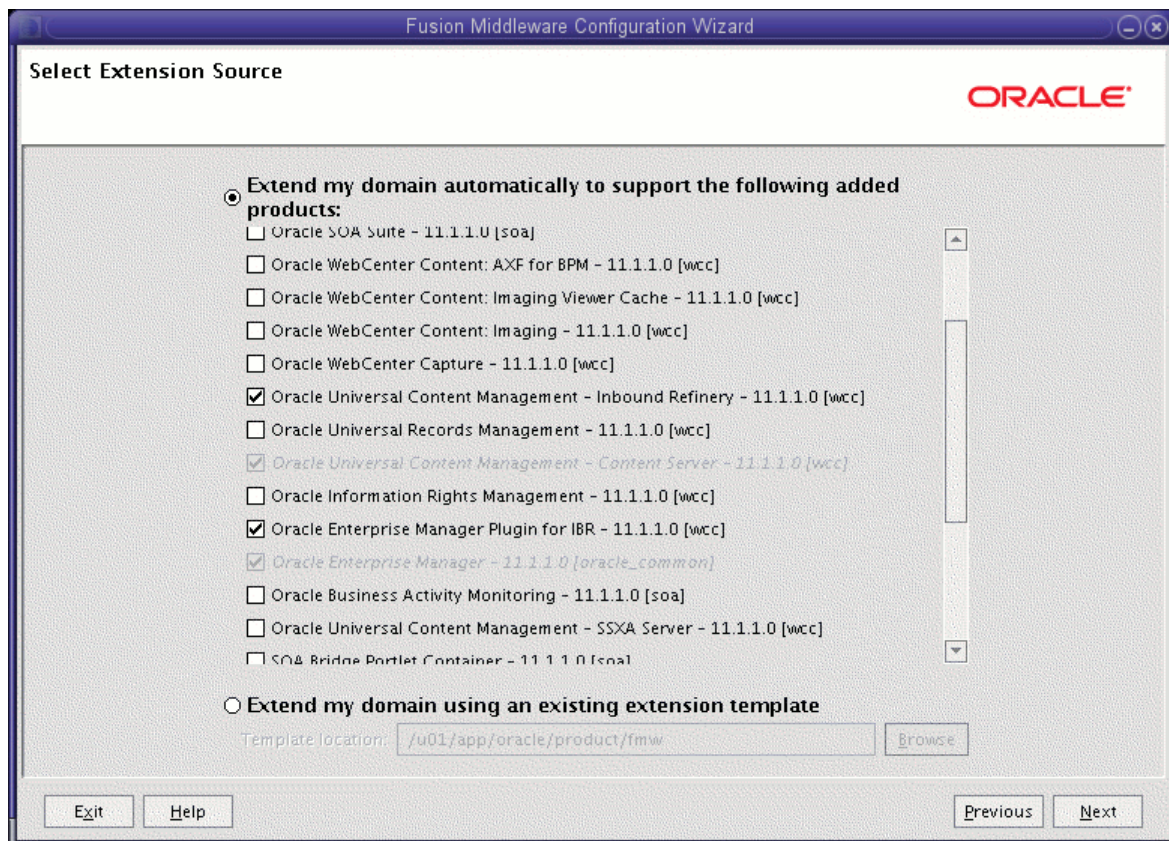 Fusion Middleware Configuration Wizard
Select Extension Source
ORACLE
Extend my domain automatically to support the following added
products:
Oracle SOA Suite - 11.1.1.0 [soa]
Oracle WebCenter Content: AXF for BPM - 11.1.1.0 [wcc]
Oracle WebCenter Content: Imaging Viewer Cache - 11.1.1.0 [wcc]
Oracle WebCenter Content: Imaging - 11.1.1.0 [wcc]
Oracle WebCenter Capture - 11.1.1.0 [wcc]
Oracle Universal Content Management - Inbound Refinery - 11.1.1.0 [wcc]
Oracle Universal Records Management - 11.1.1.0 [wcc]
Oracle Universal Content Management - Content Server - 11.1.1.0 [wcc]
Oracle Information Rights Management - 11.1.1.0 [wcc]
Oracle Enterprise Manager Plugin for IBR - 11.1.1.0 [wcc]
Oracle Enterprise Manager - 11.1.1.0 [oracle_common]
Oracle Business Activity Monitoring - 11.1.1.0 [soa]
Oracle Universal Content Management - SSXA Server - 11.1.1.0 [wcc]
SOA Bridge Portlet Container - 11.1.1.0 [soa]
Extend my domain using an existing extension template
Template location: /u01/app/oracle/product/fmw Browse
Exit Help Previous Next